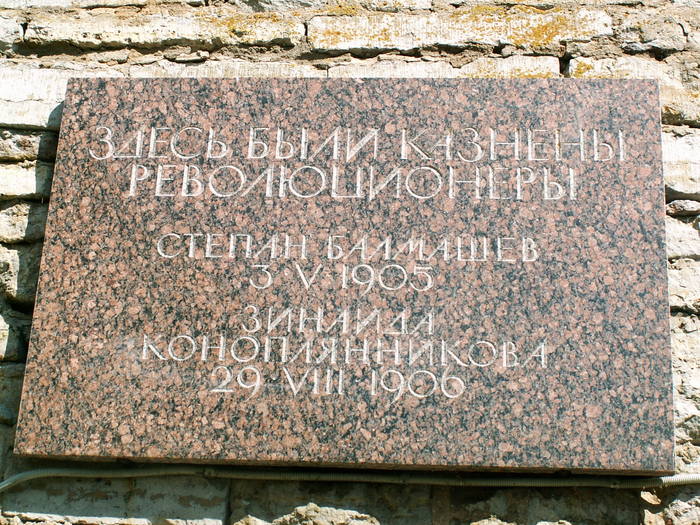 ЗДЕСЬ БЫЛИ КАЗНЕНЫ
РЕВОЛЮЦИОНЕРЫ
СТЕПАН БАЛМАШЕВ
3 V 1905
ЗИНАИДА
КОНОПЛЯННИКОВА
29 VIII 1906